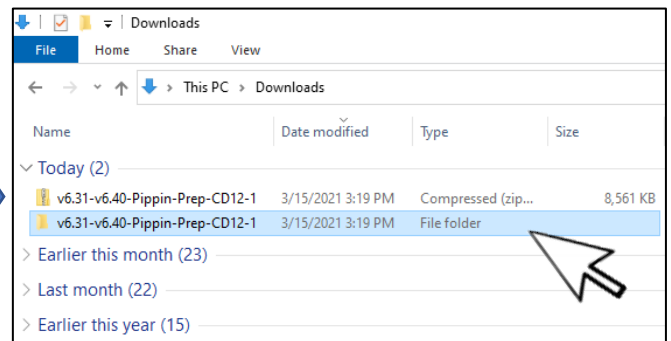 Downloads
File Home Share View
This PC > Downloads
Name Date modified Type Size
Today (2)
v6.31-v6.40-Pippin-Prep-CD12-1 3/15/2021 3:19 PM Compressed (zip... 8,561 KB
v6.31-v6.40-Pippin-Prep-CD12-1 3/15/2021 3:19 PM File folder
Earlier this month (23)
Last month (22)
Earlier this year (15)